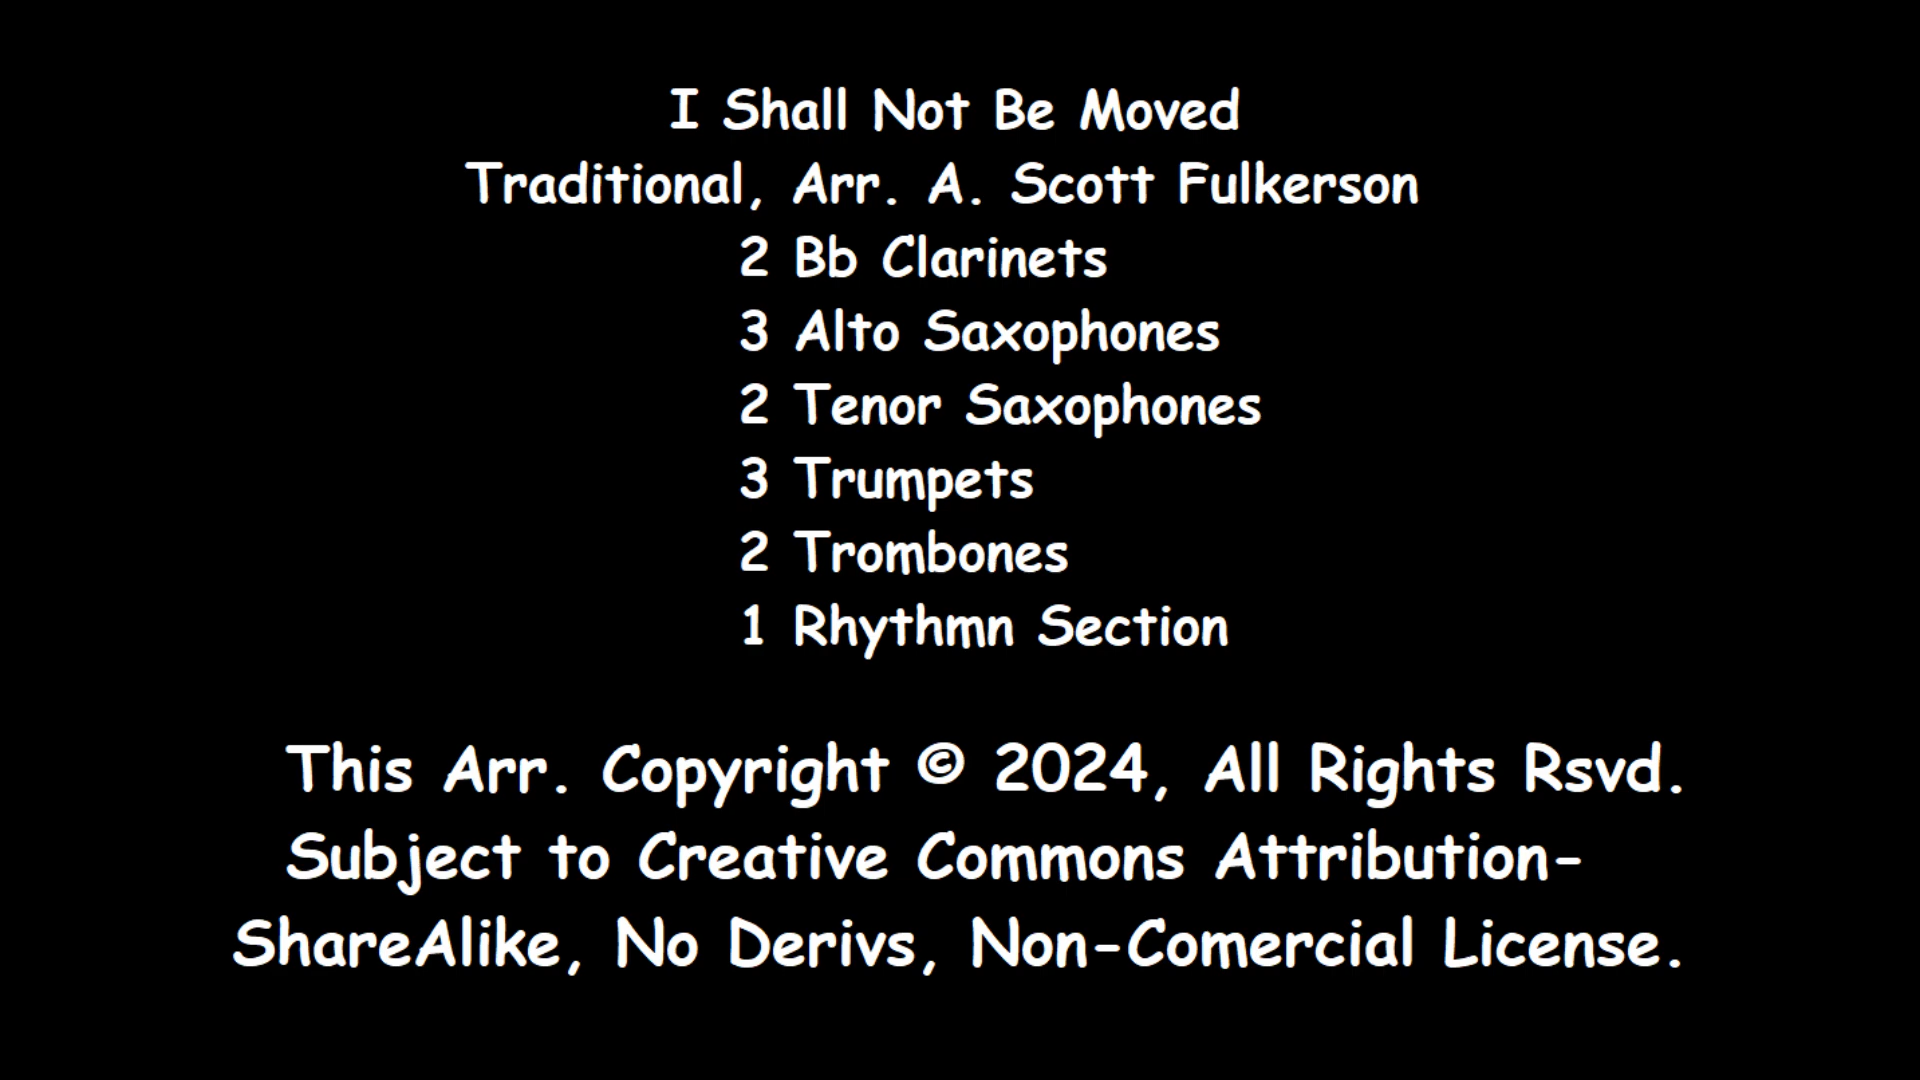 I Shall Not Be Moved
Traditional, Arr. A. Scott Fulkerson
2 Bb Clarinets
3 Alto Saxophones
2 Tenor Saxophones
3 Trumpets
2 Trombones
1 Rhythmn Section
This Arr. Copyright © 2024, All Rights Rsvd.
Subject to Creative Commons Attribution-
ShareAlike, No Derivs, Non-Comercial License.